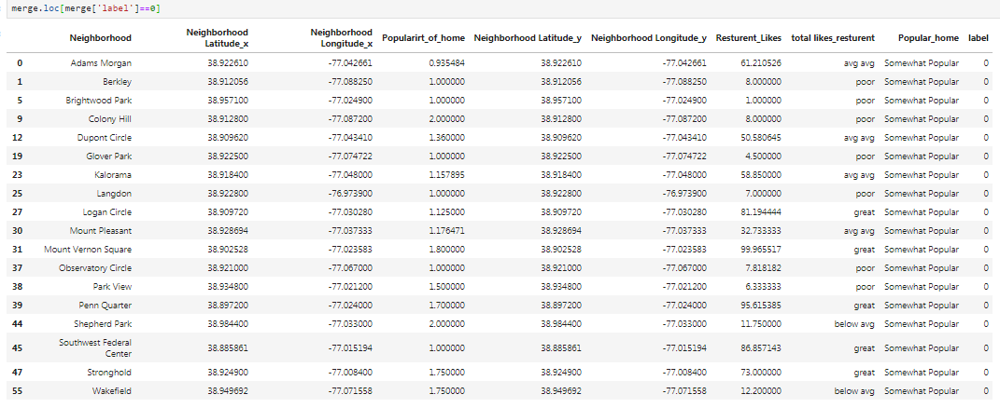 merge.loc[merge['label']==0]
Neighborhood Neighborhood Latitude_x Neighborhood Longitude_x Popularirt_of_home Neighborhood Latitude_y Neighborhood Longitude_y Resturent_Likes total likes_resturent Popular_home label
0 Adams Morgan 38.922610 -77.042661 0.935484 38.922610 -77.042661 61.210526 avg avg Somewhat Popular 0
1 Berkley 38.912056 -77.088250 1.000000 38.912056 -77.088250 8.000000 poor Somewhat Popular 0
5 Brightwood Park 38.957100 -77.024900 1.000000 38.957100 -77.024900 1.000000 poor Somewhat Popular 0
9 Colony Hill 38.912800 -77.087200 2.000000 38.912800 -77.087200 8.000000 poor Somewhat Popular 0
12 Dupont Circle 38.909620 -77.043410 1.360000 38.909620 -77.043410 50.580645 avg avg Somewhat Popular 0
19 Glover Park 38.922500 -77.074722 1.000000 38.922500 -77.074722 4.500000 poor Somewhat Popular 0
23 Kalorama 38.918400 -77.048000 1.157895 38.918400 -77.048000 58.850000 avg avg Somewhat Popular 0
25 Langdon 38.922800 -76.973900 1.000000 38.922800 -76.973900 7.000000 poor Somewhat Popular 0
27 Logan Circle 38.909720 -77.030280 1.125000 38.909720 -77.030280 81.194444 great Somewhat Popular 0
30 Mount Pleasant 38.928694 -77.037333 1.176471 38.928694 -77.037333 32.733333 avg avg Somewhat Popular 0
31 Mount Vernon Square 38.902528 -77.023583 1.800000 38.902528 -77.023583 99.965517 great Somewhat Popular 0
37 Observatory Circle 38.921000 -77.067000 1.000000 38.921000 -77.067000 7.818182 poor Somewhat Popular 0
38 Park View 38.934800 -77.021200 1.500000 38.934800 -77.021200 6.333333 poor Somewhat Popular 0
39 Penn Quarter 38.897200 -77.024000 1.700000 38.897200 -77.024000 95.615385 great Somewhat Popular 0
44 Shepherd Park 38.984400 -77.033000 2.000000 38.984400 -77.033000 11.750000 below avg Somewhat Popular 0
45 Southwest Federal Center 38.885861 -77.015194 1.000000 38.885861 -77.015194 86.857143 great Somewhat Popular 0
47 Stronghold 38.924900 -77.008400 1.750000 38.924900 -77.008400 73.000000 great Somewhat Popular 0
55 Wakefield 38.949692 -77.071558 1.750000 38.949692 -77.071558 12.200000 below avg Somewhat Popular 0